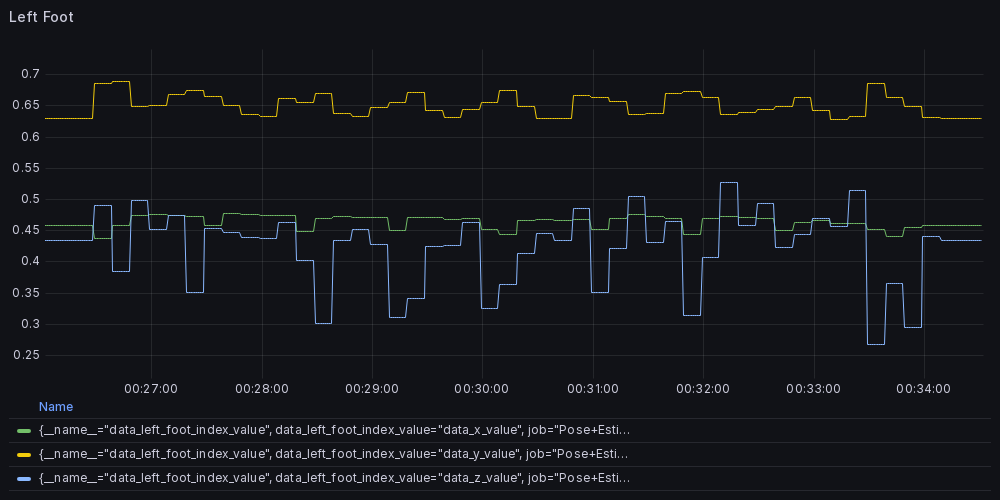 Left Foot
0.7
0.65
0.6
0.55
0.5
0.45
0.4
0.35
0.3
0.25
00:27:00 00:28:00 00:29:00 00:30:00 00:31:00 00:32:00 00:33:00 00:34:00
Name
{__name__="data_left_foot_index_value", data_left_foot_index_value="data_x_value", job="Pose+Esti...
{__name__="data_left_foot_index_value", data_left_foot_index_value="data_y_value", job="Pose+Esti...
{__name__="data_left_foot_index_value", data_left_foot_index_value="data_z_value", job="Pose+Esti...